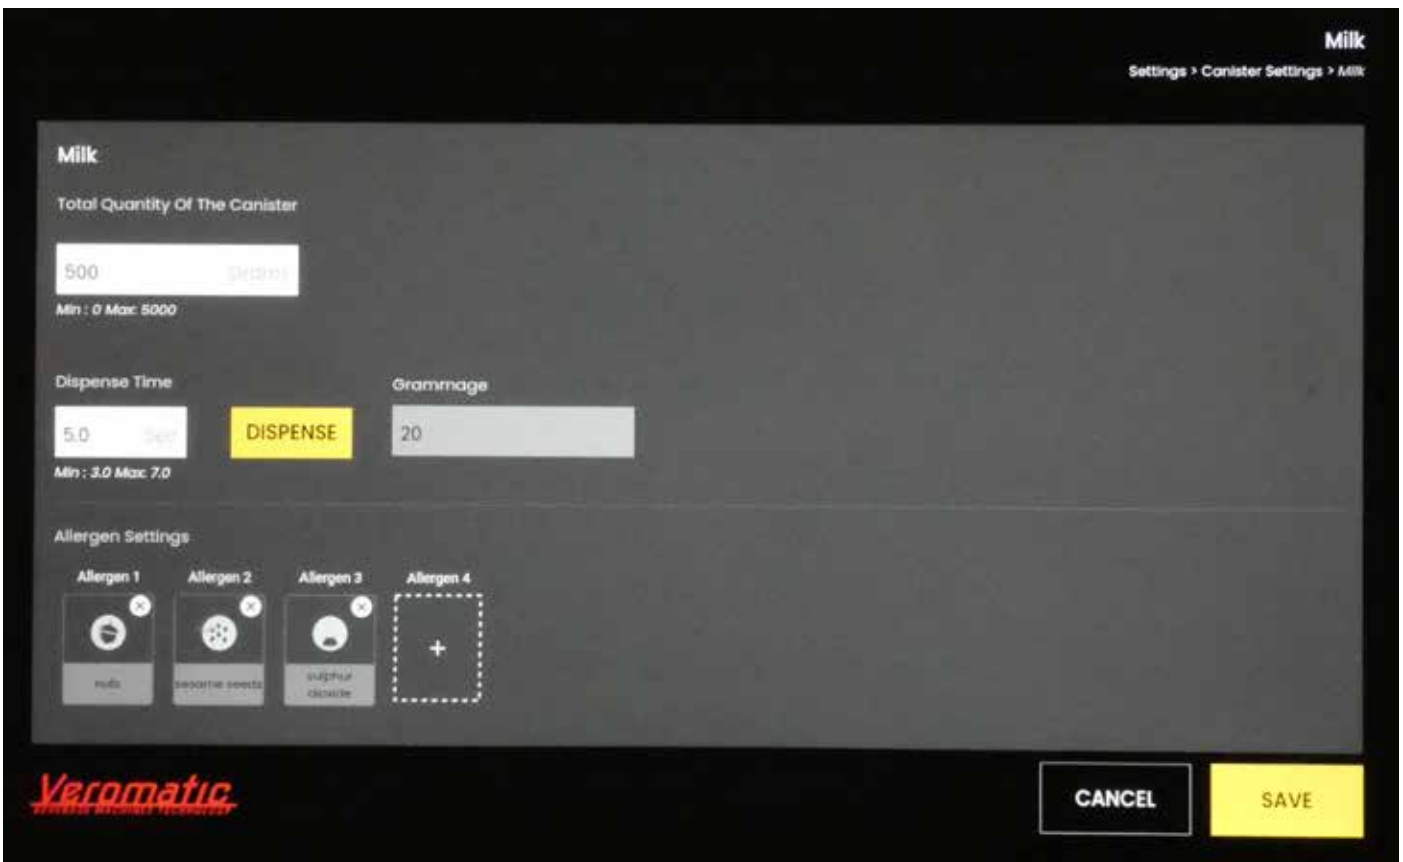 Milk
Settings > Canister Settings > Milk
Milk
Total Quantity Of The Canister
500 Grams
Min : 0 Max: 5000
Dispense Time
Grammage
5.0 Sec
DISPENSE
20
Min : 3.0 Max: 7.0
Allergen Settings
Allergen 1 Allergen 2 Allergen 3 Allergen 4
+
nuts sesame seeds sulphur
dioxide
Veromatic
CANCEL
SAVE